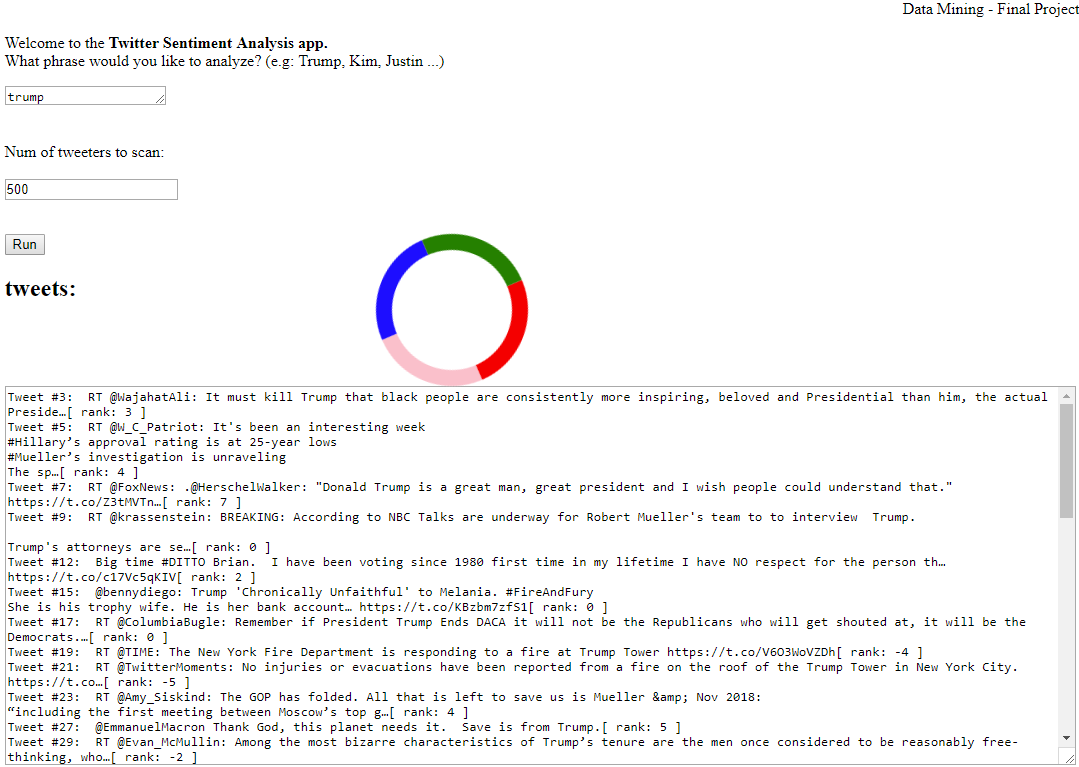 Data Mining - Final Project
Welcome to the Twitter Sentiment Analysis app.
What phrase would you like to analyze? (e.g: Trump, Kim, Justin ...)
trump
Num of tweeters to scan:
500
Run
tweets:
Tweet #3:  RT @WajahatAli: It must kill Trump that black people are consistently more inspiring, beloved and Presidential than him, the actual
Preside…[ rank: 3 ]
Tweet #5:  RT @W_C_Patriot: It's been an interesting week
#Hillary’s approval rating is at 25-year lows
#Mueller’s investigation is unraveling
The sp…[ rank: 4 ]
Tweet #7:  RT @FoxNews: .@HerschelWalker: "Donald Trump is a great man, great president and I wish people could understand that."
https://t.co/Z3tMVTn…[ rank: 7 ]
Tweet #9:  RT @krassenstein: BREAKING: According to NBC Talks are underway for Robert Mueller's team to to interview  Trump.
Trump's attorneys are se…[ rank: 0 ]
Tweet #12:  Big time #DITTO Brian.  I have been voting since 1980 first time in my lifetime I have NO respect for the person th…
https://t.co/c17Vc5qKIV[ rank: 2 ]
Tweet #15:  @bennydiego: Trump 'Chronically Unfaithful' to Melania. #FireAndFury
She is his trophy wife. He is her bank account… https://t.co/KBzbm7zfS1[ rank: 0 ]
Tweet #17:  RT @ColumbiaBugle: Remember if President Trump Ends DACA it will not be the Republicans who will get shouted at, it will be the
Democrats.…[ rank: 0 ]
Tweet #19:  RT @TIME: The New York Fire Department is responding to a fire at Trump Tower https://t.co/V6O3WoVZDh[ rank: -4 ]
Tweet #21:  RT @TwitterMoments: No injuries or evacuations have been reported from a fire on the roof of the Trump Tower in New York City.
https://t.co…[ rank: -5 ]
Tweet #23:  RT @Amy_Siskind: The GOP has folded. All that is left to save us is Mueller &amp; Nov 2018:
“including the first meeting between Moscow’s top g…[ rank: 4 ]
Tweet #27:  @EmmanuelMacron Thank God, this planet needs it.  Save is from Trump.[ rank: 5 ]
Tweet #29:  RT @Evan_McMullin: Among the most bizarre characteristics of Trump’s tenure are the men once considered to be reasonably free-
thinking, who…[ rank: -2 ]